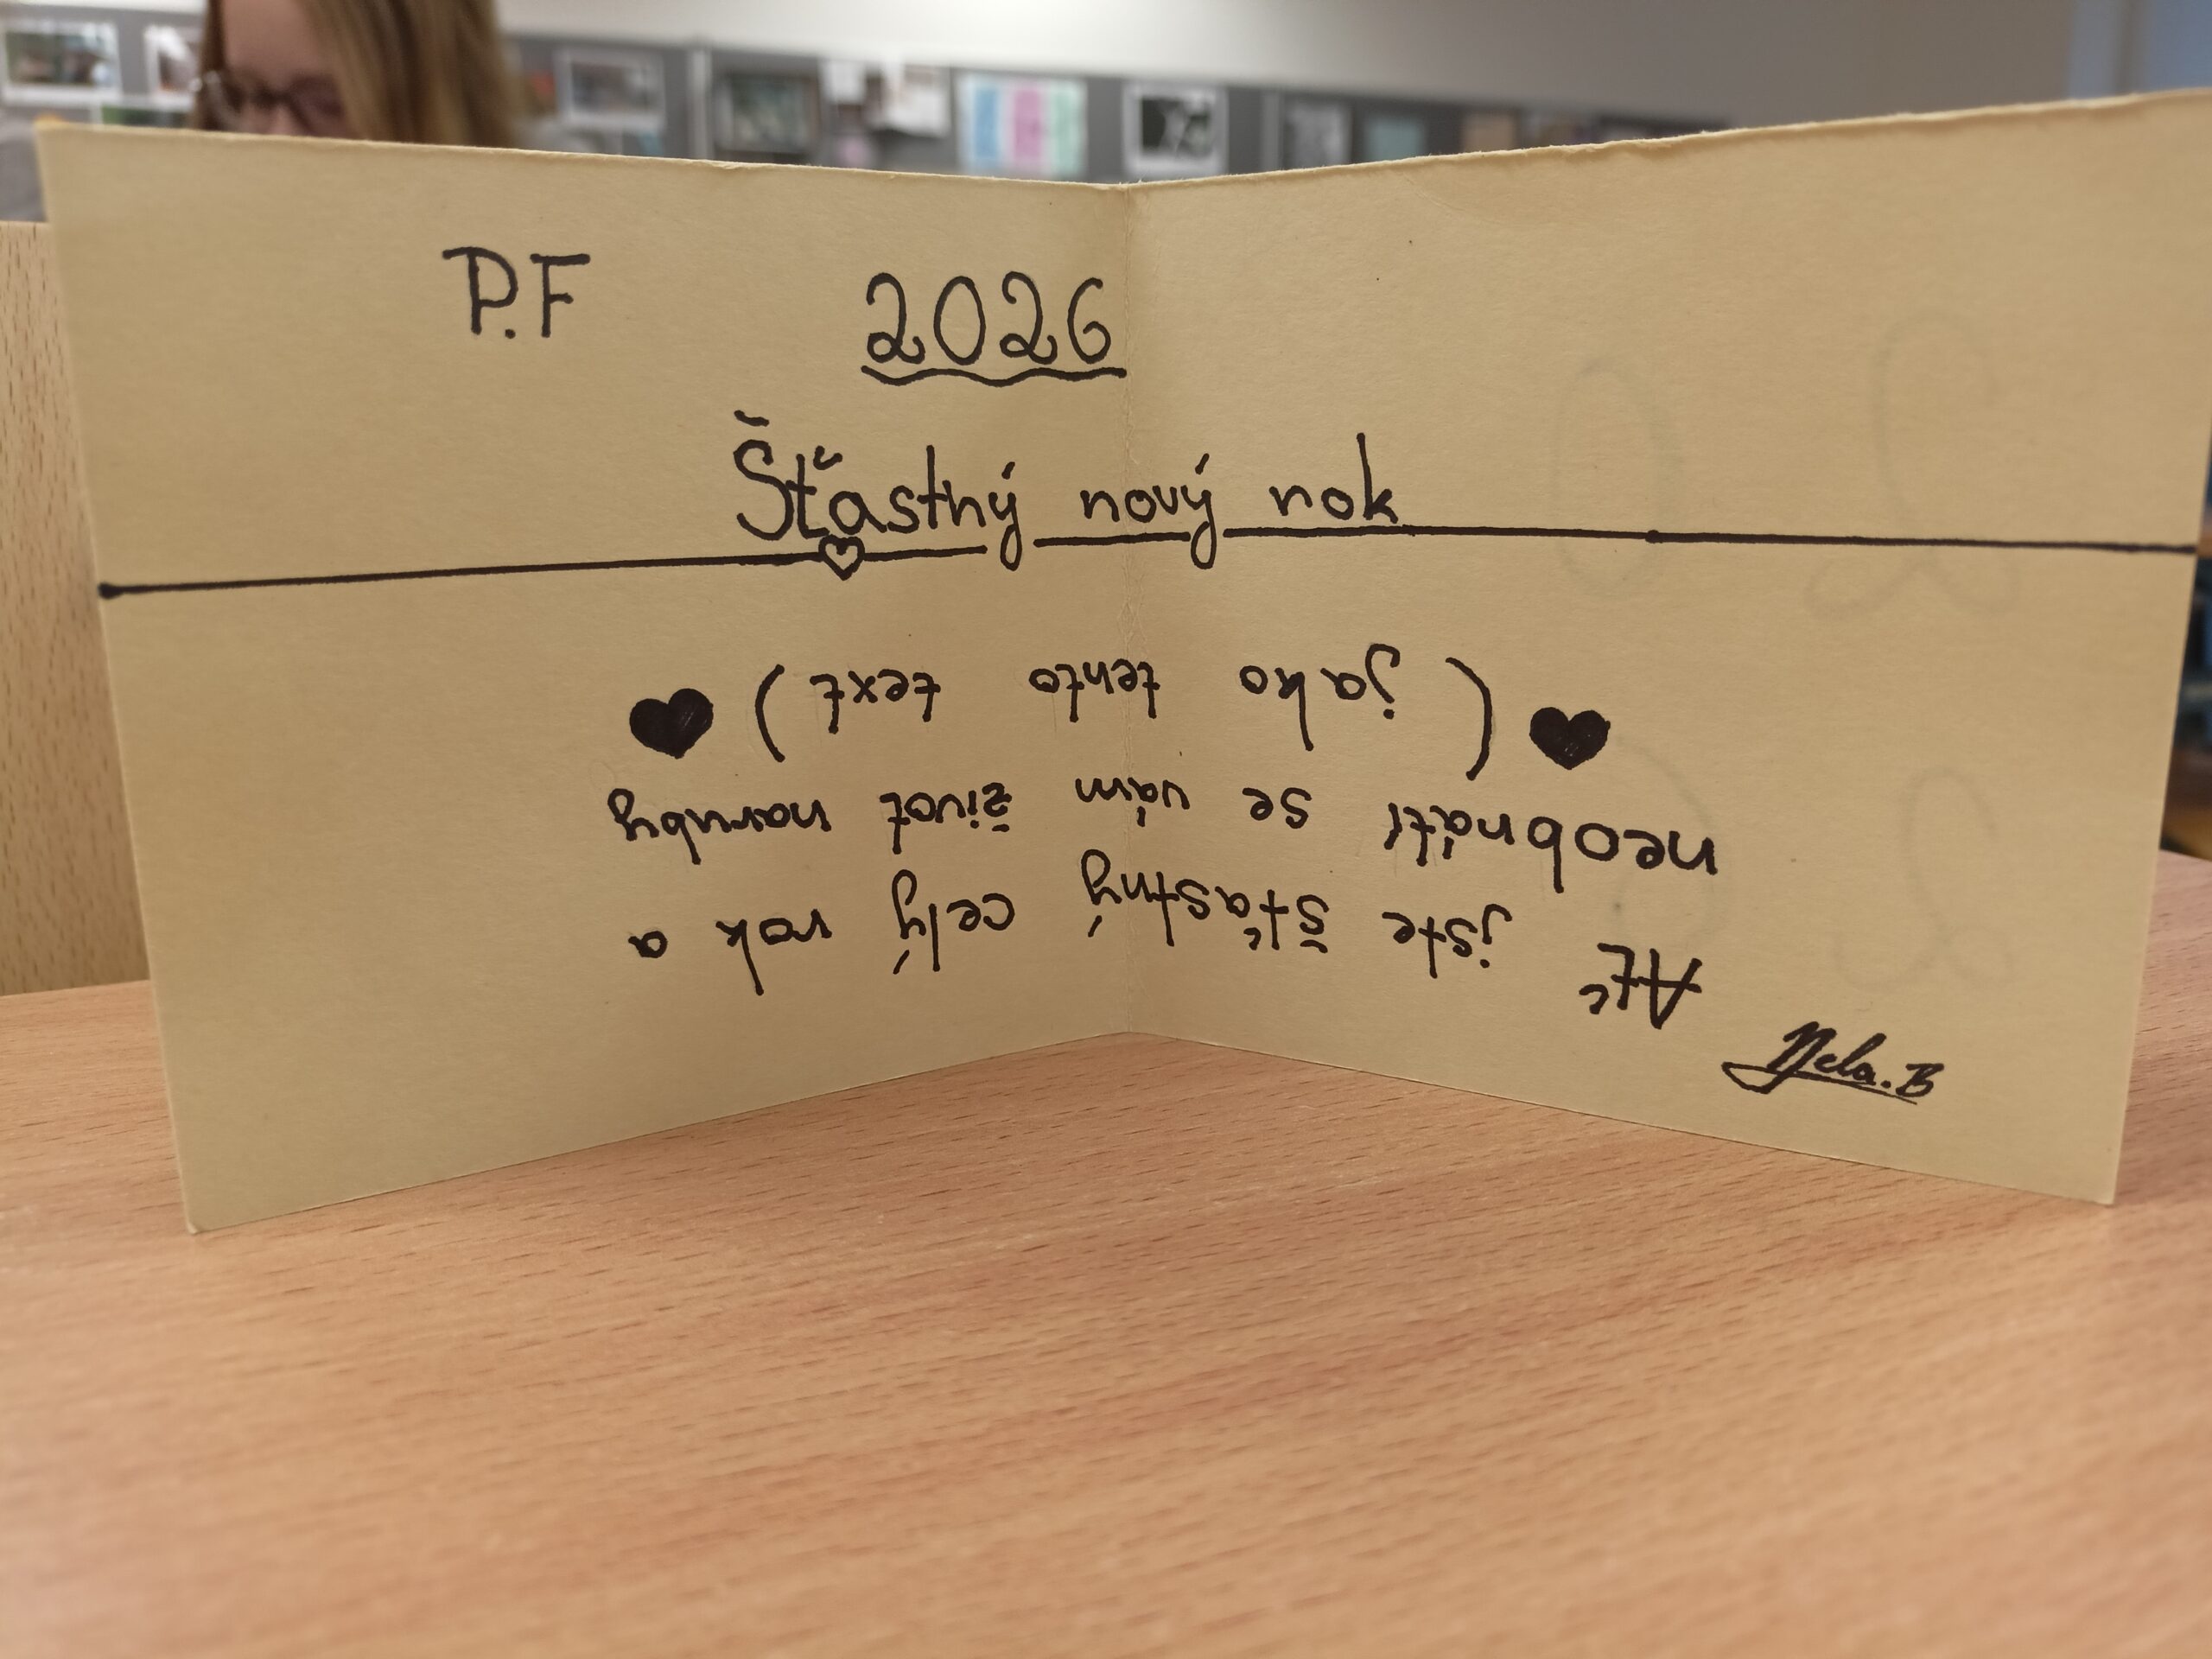 P.F 2026
Šťastný nový rok
Ať jste šťastný celý rok a
neobrátí se vám život naruby
(jako tento text)
Nela.B